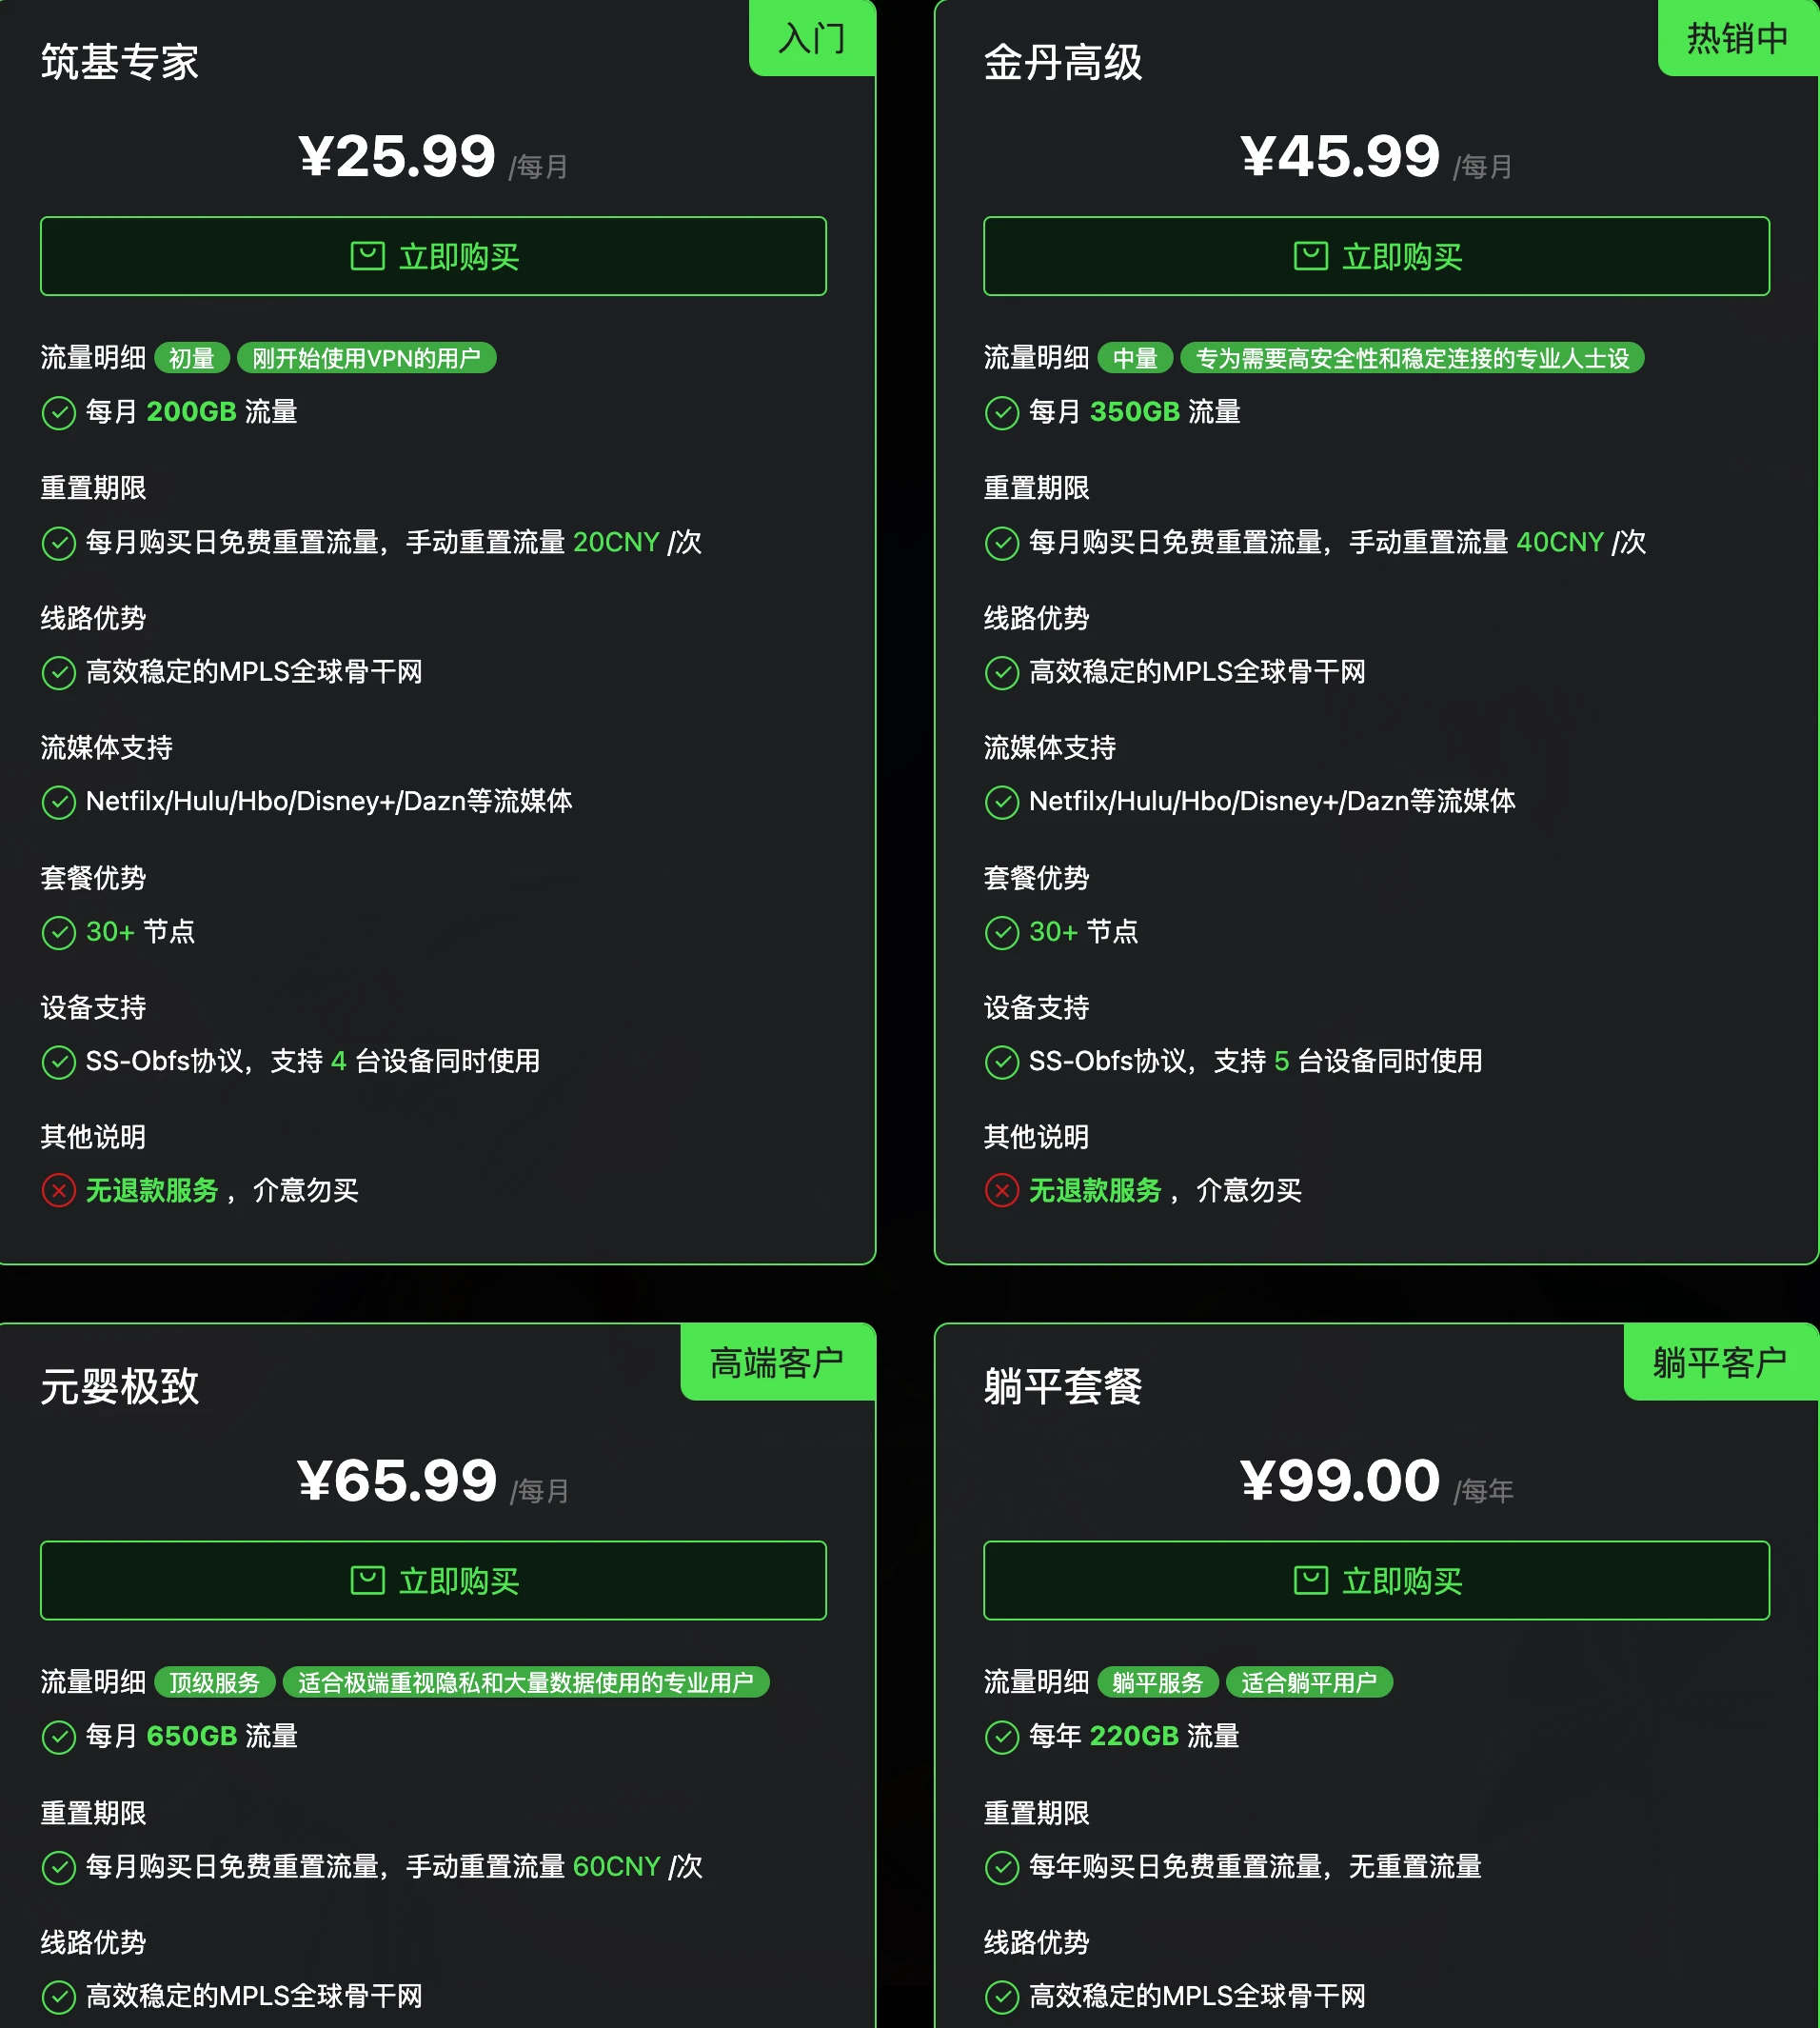 筑基专家
入门
¥25.99 /每月
立即购买
流量明细 初量 刚开始使用VPN的用户
每月 200GB 流量
重置期限
每月购买日免费重置流量，手动重置流量 20CNY /次
线路优势
高效稳定的MPLS全球骨干网
流媒体支持
Netfilx/Hulu/Hbo/Disney+/Dazn等流媒体
套餐优势
30+ 节点
设备支持
SS-Obfs协议，支持 4 台设备同时使用
其他说明
无退款服务 ，介意勿买
金丹高级
热销中
¥45.99 /每月
立即购买
流量明细 中量 专为需要高安全性和稳定连接的专业人士设
每月 350GB 流量
重置期限
每月购买日免费重置流量，手动重置流量 40CNY /次
线路优势
高效稳定的MPLS全球骨干网
流媒体支持
Netfilx/Hulu/Hbo/Disney+/Dazn等流媒体
套餐优势
30+ 节点
设备支持
SS-Obfs协议，支持 5 台设备同时使用
其他说明
无退款服务 ，介意勿买
元婴极致
高端客户
¥65.99 /每月
立即购买
流量明细 顶级服务 适合极端重视隐私和大量数据使用的专业用户
每月 650GB 流量
重置期限
每月购买日免费重置流量，手动重置流量 60CNY /次
线路优势
高效稳定的MPLS全球骨干网
躺平套餐
躺平客户
¥99.00 /每年
立即购买
流量明细 躺平服务 适合躺平用户
每年 220GB 流量
重置期限
每年购买日免费重置流量，无重置流量
线路优势
高效稳定的MPLS全球骨干网